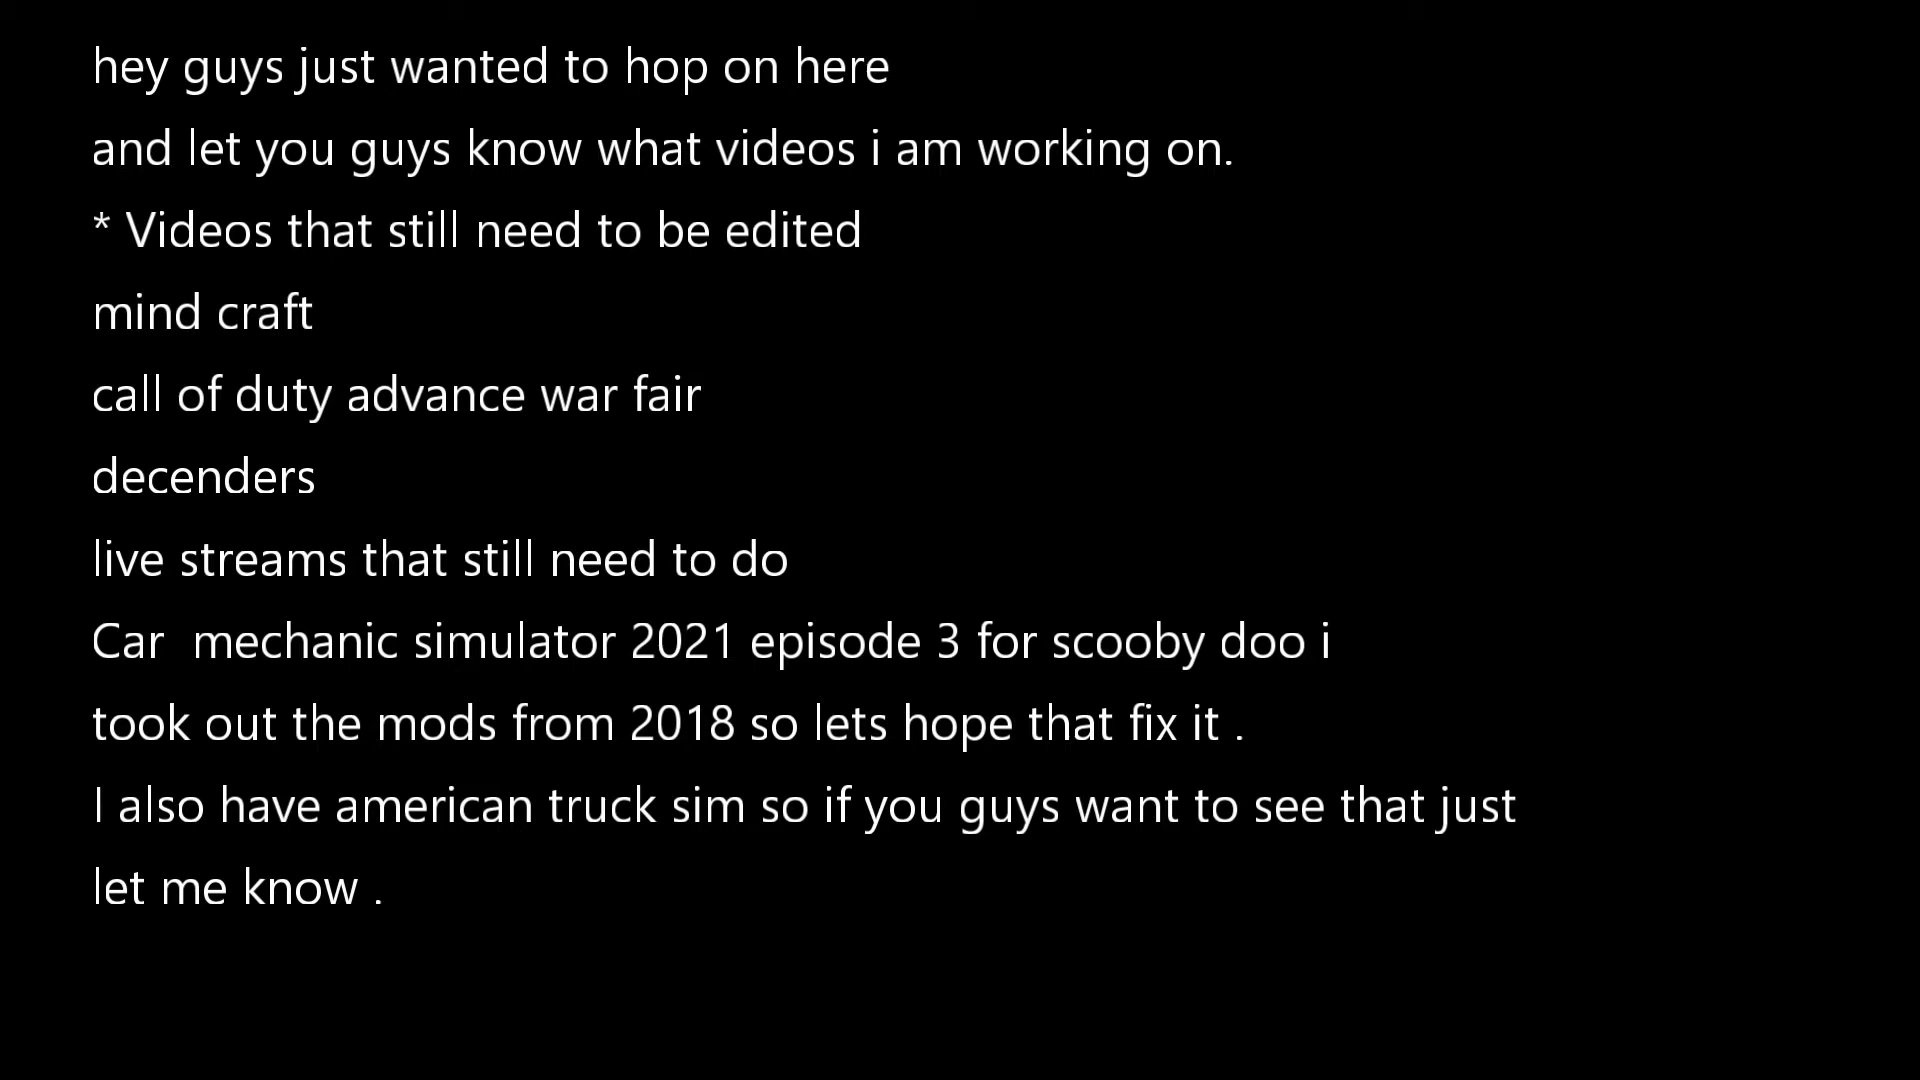 hey guys just wanted to hop on here
and let you guys know what videos i am working on.
* Videos that still need to be edited
mind craft
call of duty advance war fair
decenders
live streams that still need to do
Car  mechanic simulator 2021 episode 3 for scooby doo i
took out the mods from 2018 so lets hope that fix it .
I also have american truck sim so if you guys want to see that just
let me know .